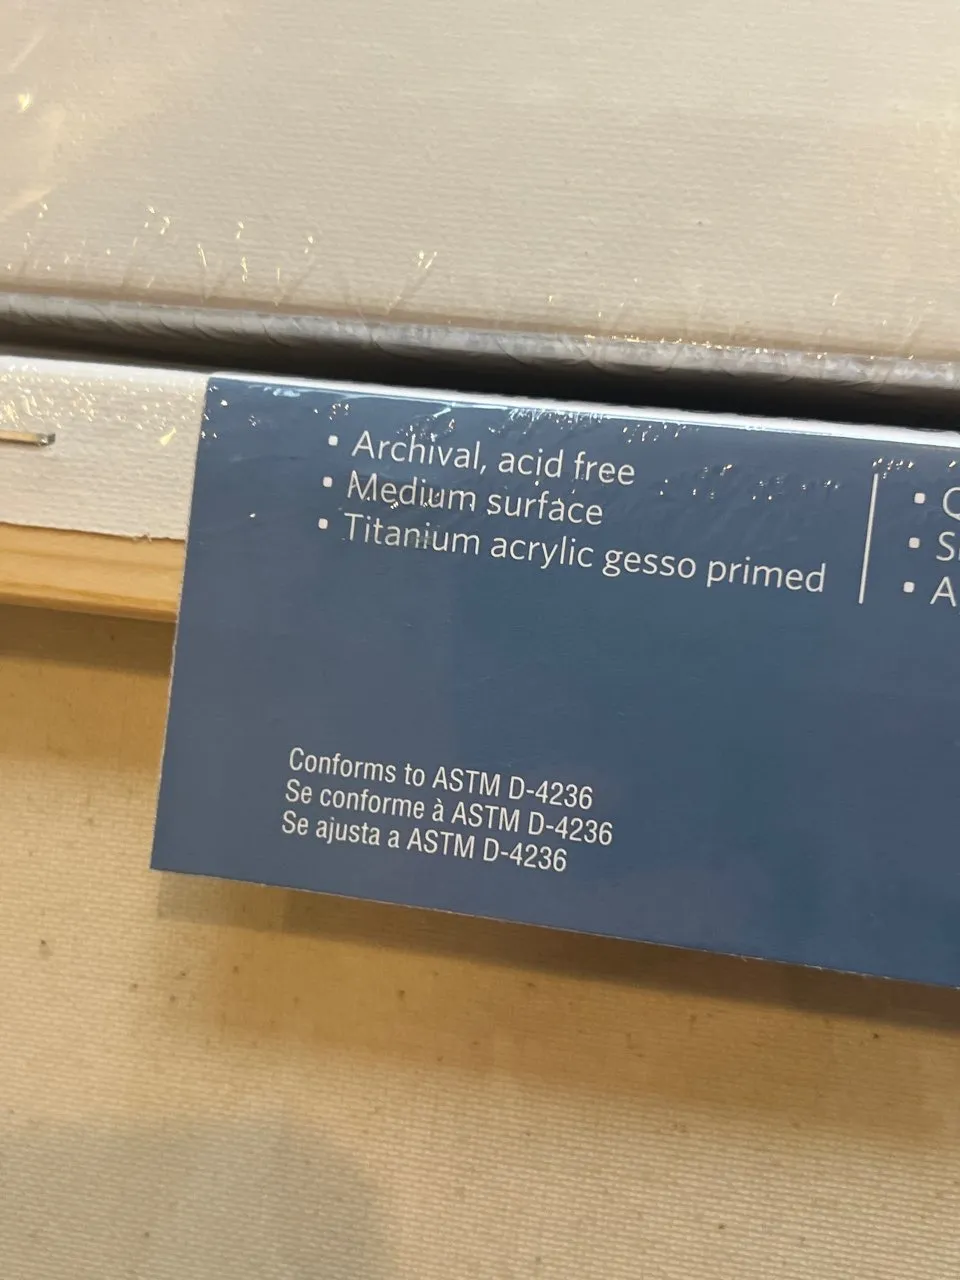 • Archival, acid free
• Medium surface
• Titanium acrylic gesso primed
Conforms to ASTM D-4236
Se conforme à ASTM D-4236
Se ajusta a ASTM D-4236